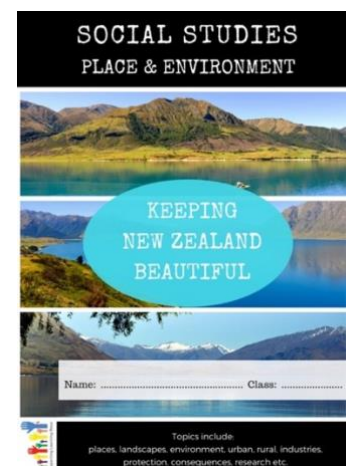 SOCIAL STUDIES
PLACE & ENVIRONMENT
KEEPING
NEW ZEALAND
BEAUTIFUL
Name: ................................................ Class: ....................
Topics include:
places, landscapes, environment, urban, rural, industries,
protection, consequences, research etc.